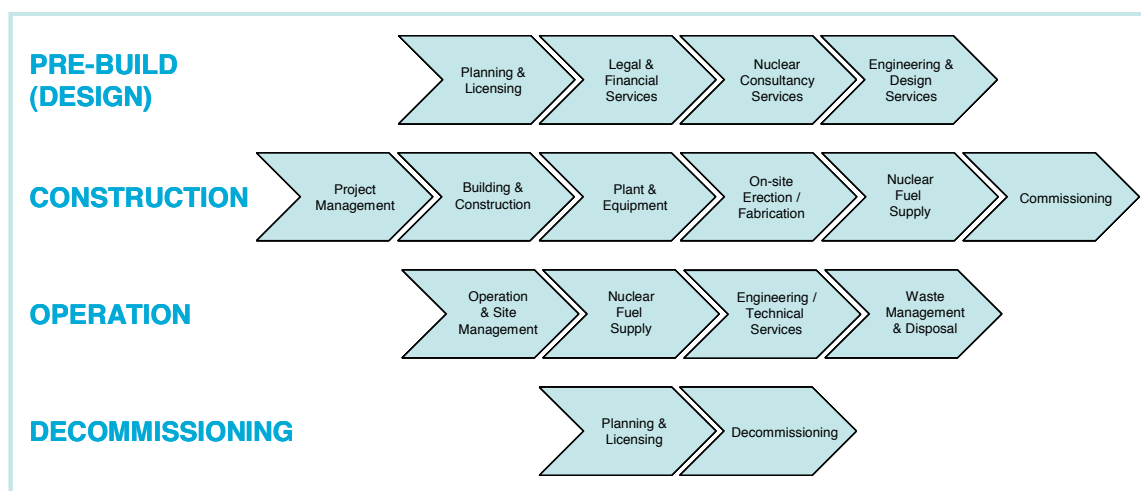 PRE-BUILD
(DESIGN)
Planning &
Licensing
Legal &
Financial
Services
Nuclear
Consultancy
Services
Engineering &
Design
Services
CONSTRUCTION
Project
Management
Building &
Construction
Plant &
Equipment
On-site
Erection /
Fabrication
Nuclear
Fuel
Supply
Commissioning
OPERATION
Operation
& Site
Management
Nuclear
Fuel
Supply
Engineering /
Technical
Services
Waste
Management
& Disposal
DECOMMISSIONING
Planning &
Licensing
Decommissioning